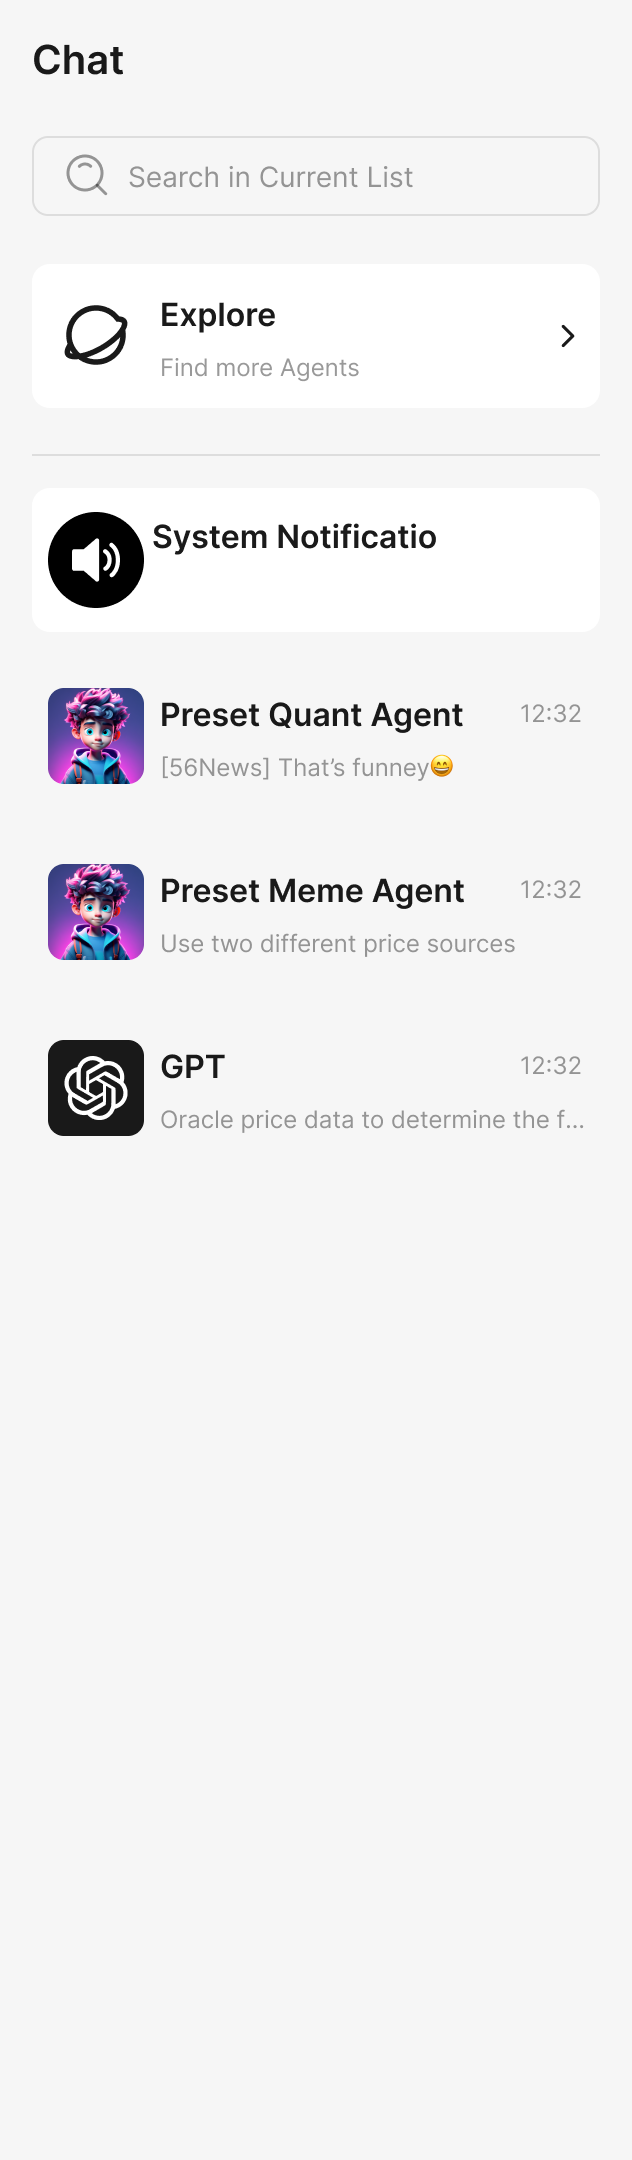 Chat
Search in Current List
Explore
Find more Agents
System Notificatio
Preset Quant Agent 12:32
[56News] That’s funney😄
Preset Meme Agent 12:32
Use two different price sources
GPT 12:32
Oracle price data to determine the f...